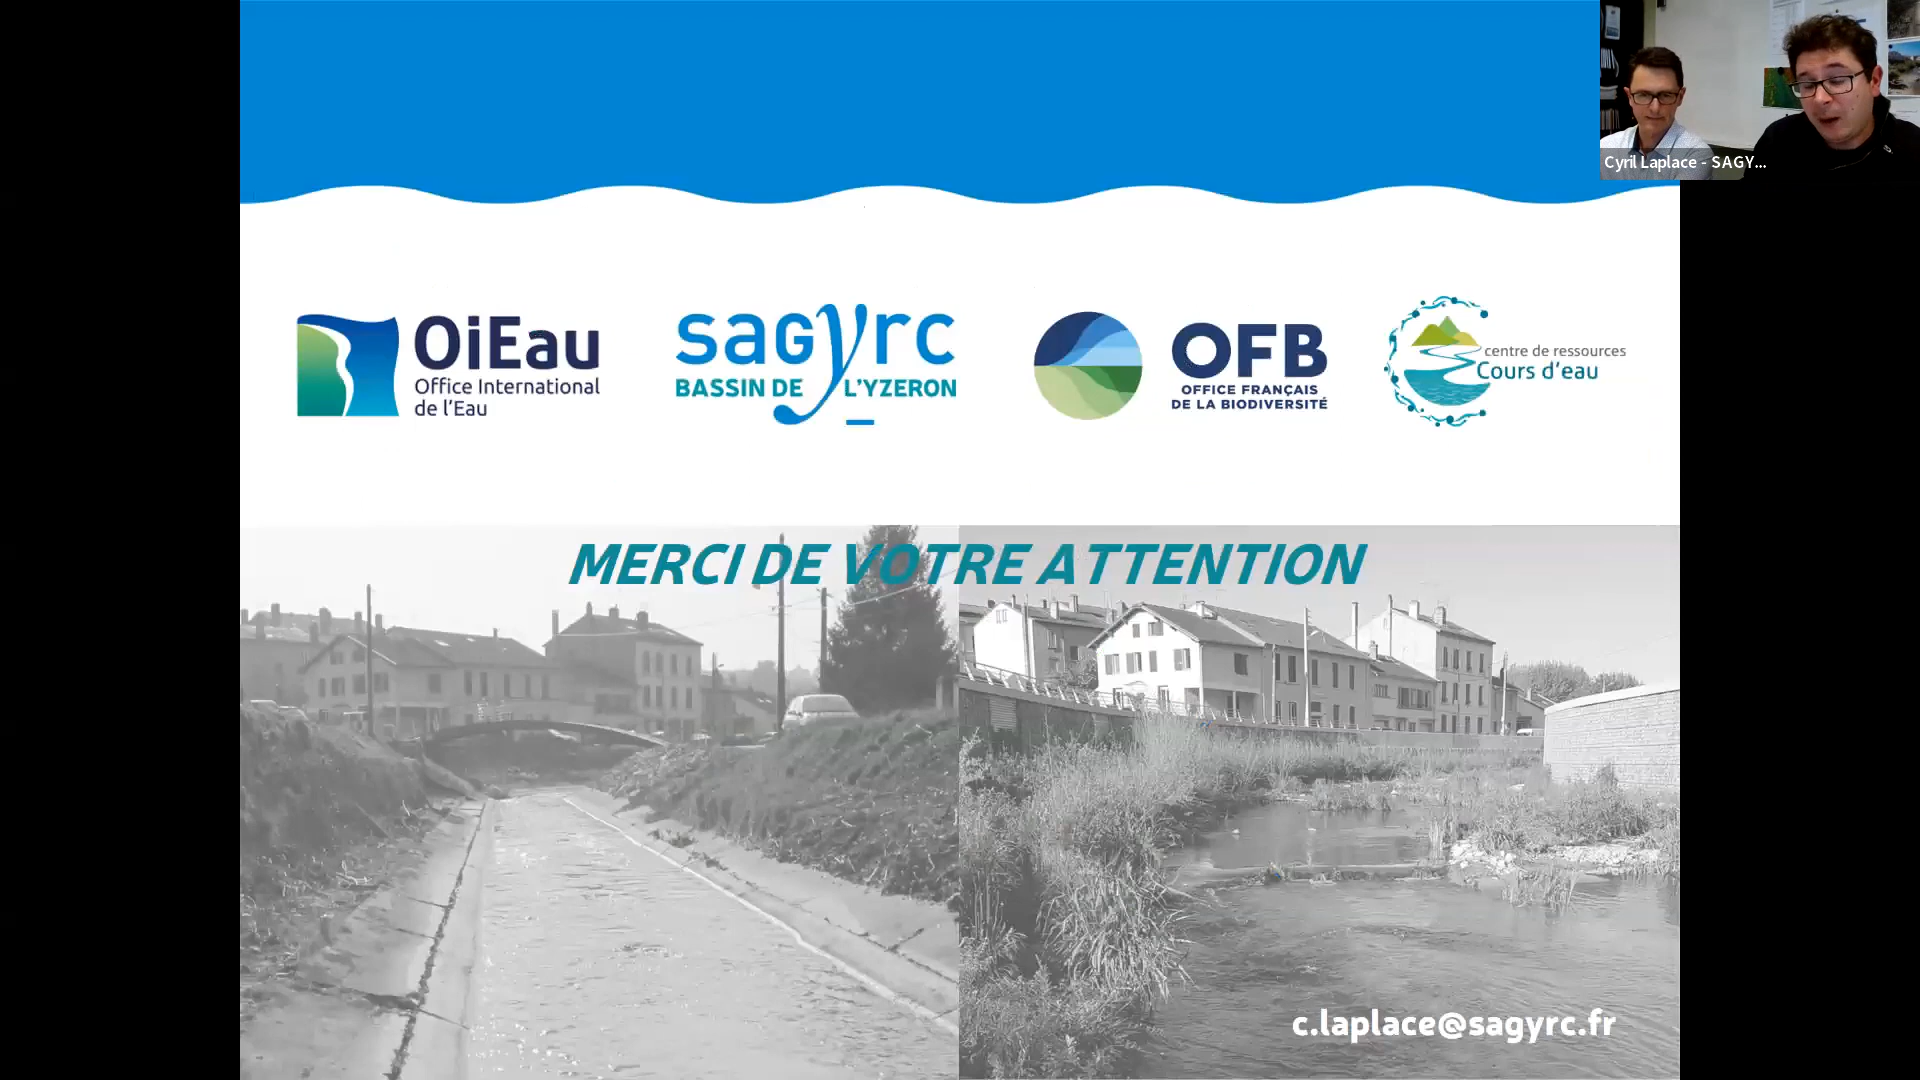 Cyril Laplace - SAGY...
OiEau
Office International
de l'Eau
sagyrc
BASSIN DE L'YZERON
OFB
OFFICE FRANÇAIS
DE LA BIODIVERSITÉ
centre de ressources
Cours d'eau
MERCI DE VOTRE ATTENTION
c.laplace@sagyrc.fr